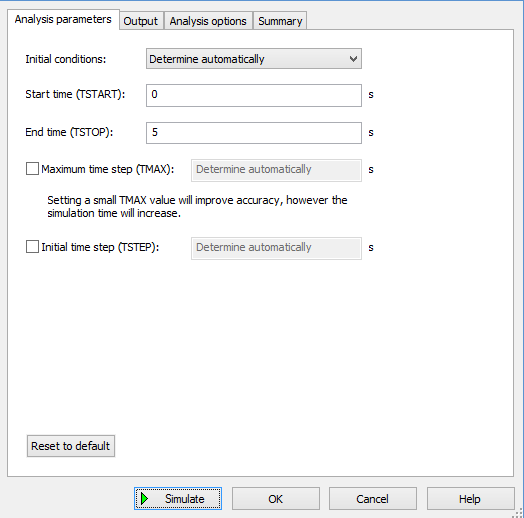 Analysis parameters Output Analysis options Summary
Initial conditions: Determine automatically
Start time (TSTART): 0 s
End time (TSTOP): 5 s
Maximum time step (TMAX): Determine automatically s
Setting a small TMAX value will improve accuracy, however the
simulation time will increase.
Initial time step (TSTEP): Determine automatically s
Reset to default
Simulate OK Cancel Help